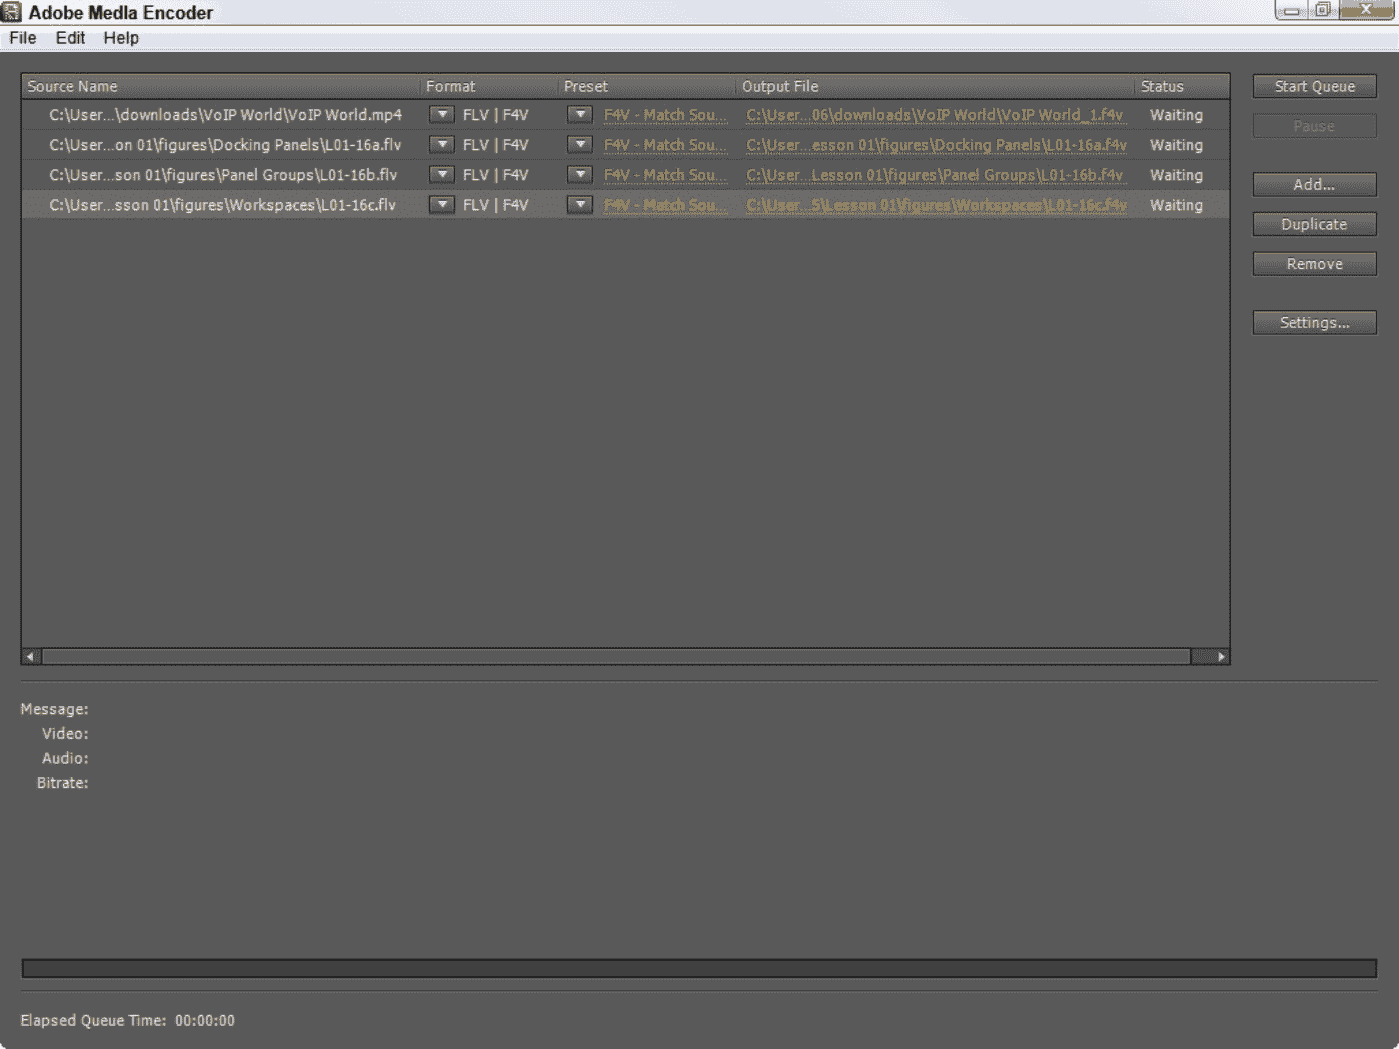 Adobe Media Encoder
File Edit Help
Source Name Format Preset Output File Status
C:\User...\downloads\VoIP World\VoIP World.mp4 FLV | F4V F4V - Match Sou... C:\User...06\downloads\VoIP World\VoIP World_1.f4v Waiting
C:\User...on 01\figures\Docking Panels\L01-16a.flv FLV | F4V F4V - Match Sou... C:\User...esson 01\figures\Docking Panels\L01-16a.f4v Waiting
C:\User...son 01\figures\Panel Groups\L01-16b.flv FLV | F4V F4V - Match Sou... C:\User...Lesson 01\figures\Panel Groups\L01-16b.f4v Waiting
C:\User...sson 01\figures\Workspaces\L01-16c.flv FLV | F4V F4V - Match Sou... C:\User...5\Lesson 01\figures\Workspaces\L01-16c.f4v Waiting
Start Queue
Pause
Add...
Duplicate
Remove
Settings...
Message:
Video:
Audio:
Bitrate:
Elapsed Queue Time: 00:00:00